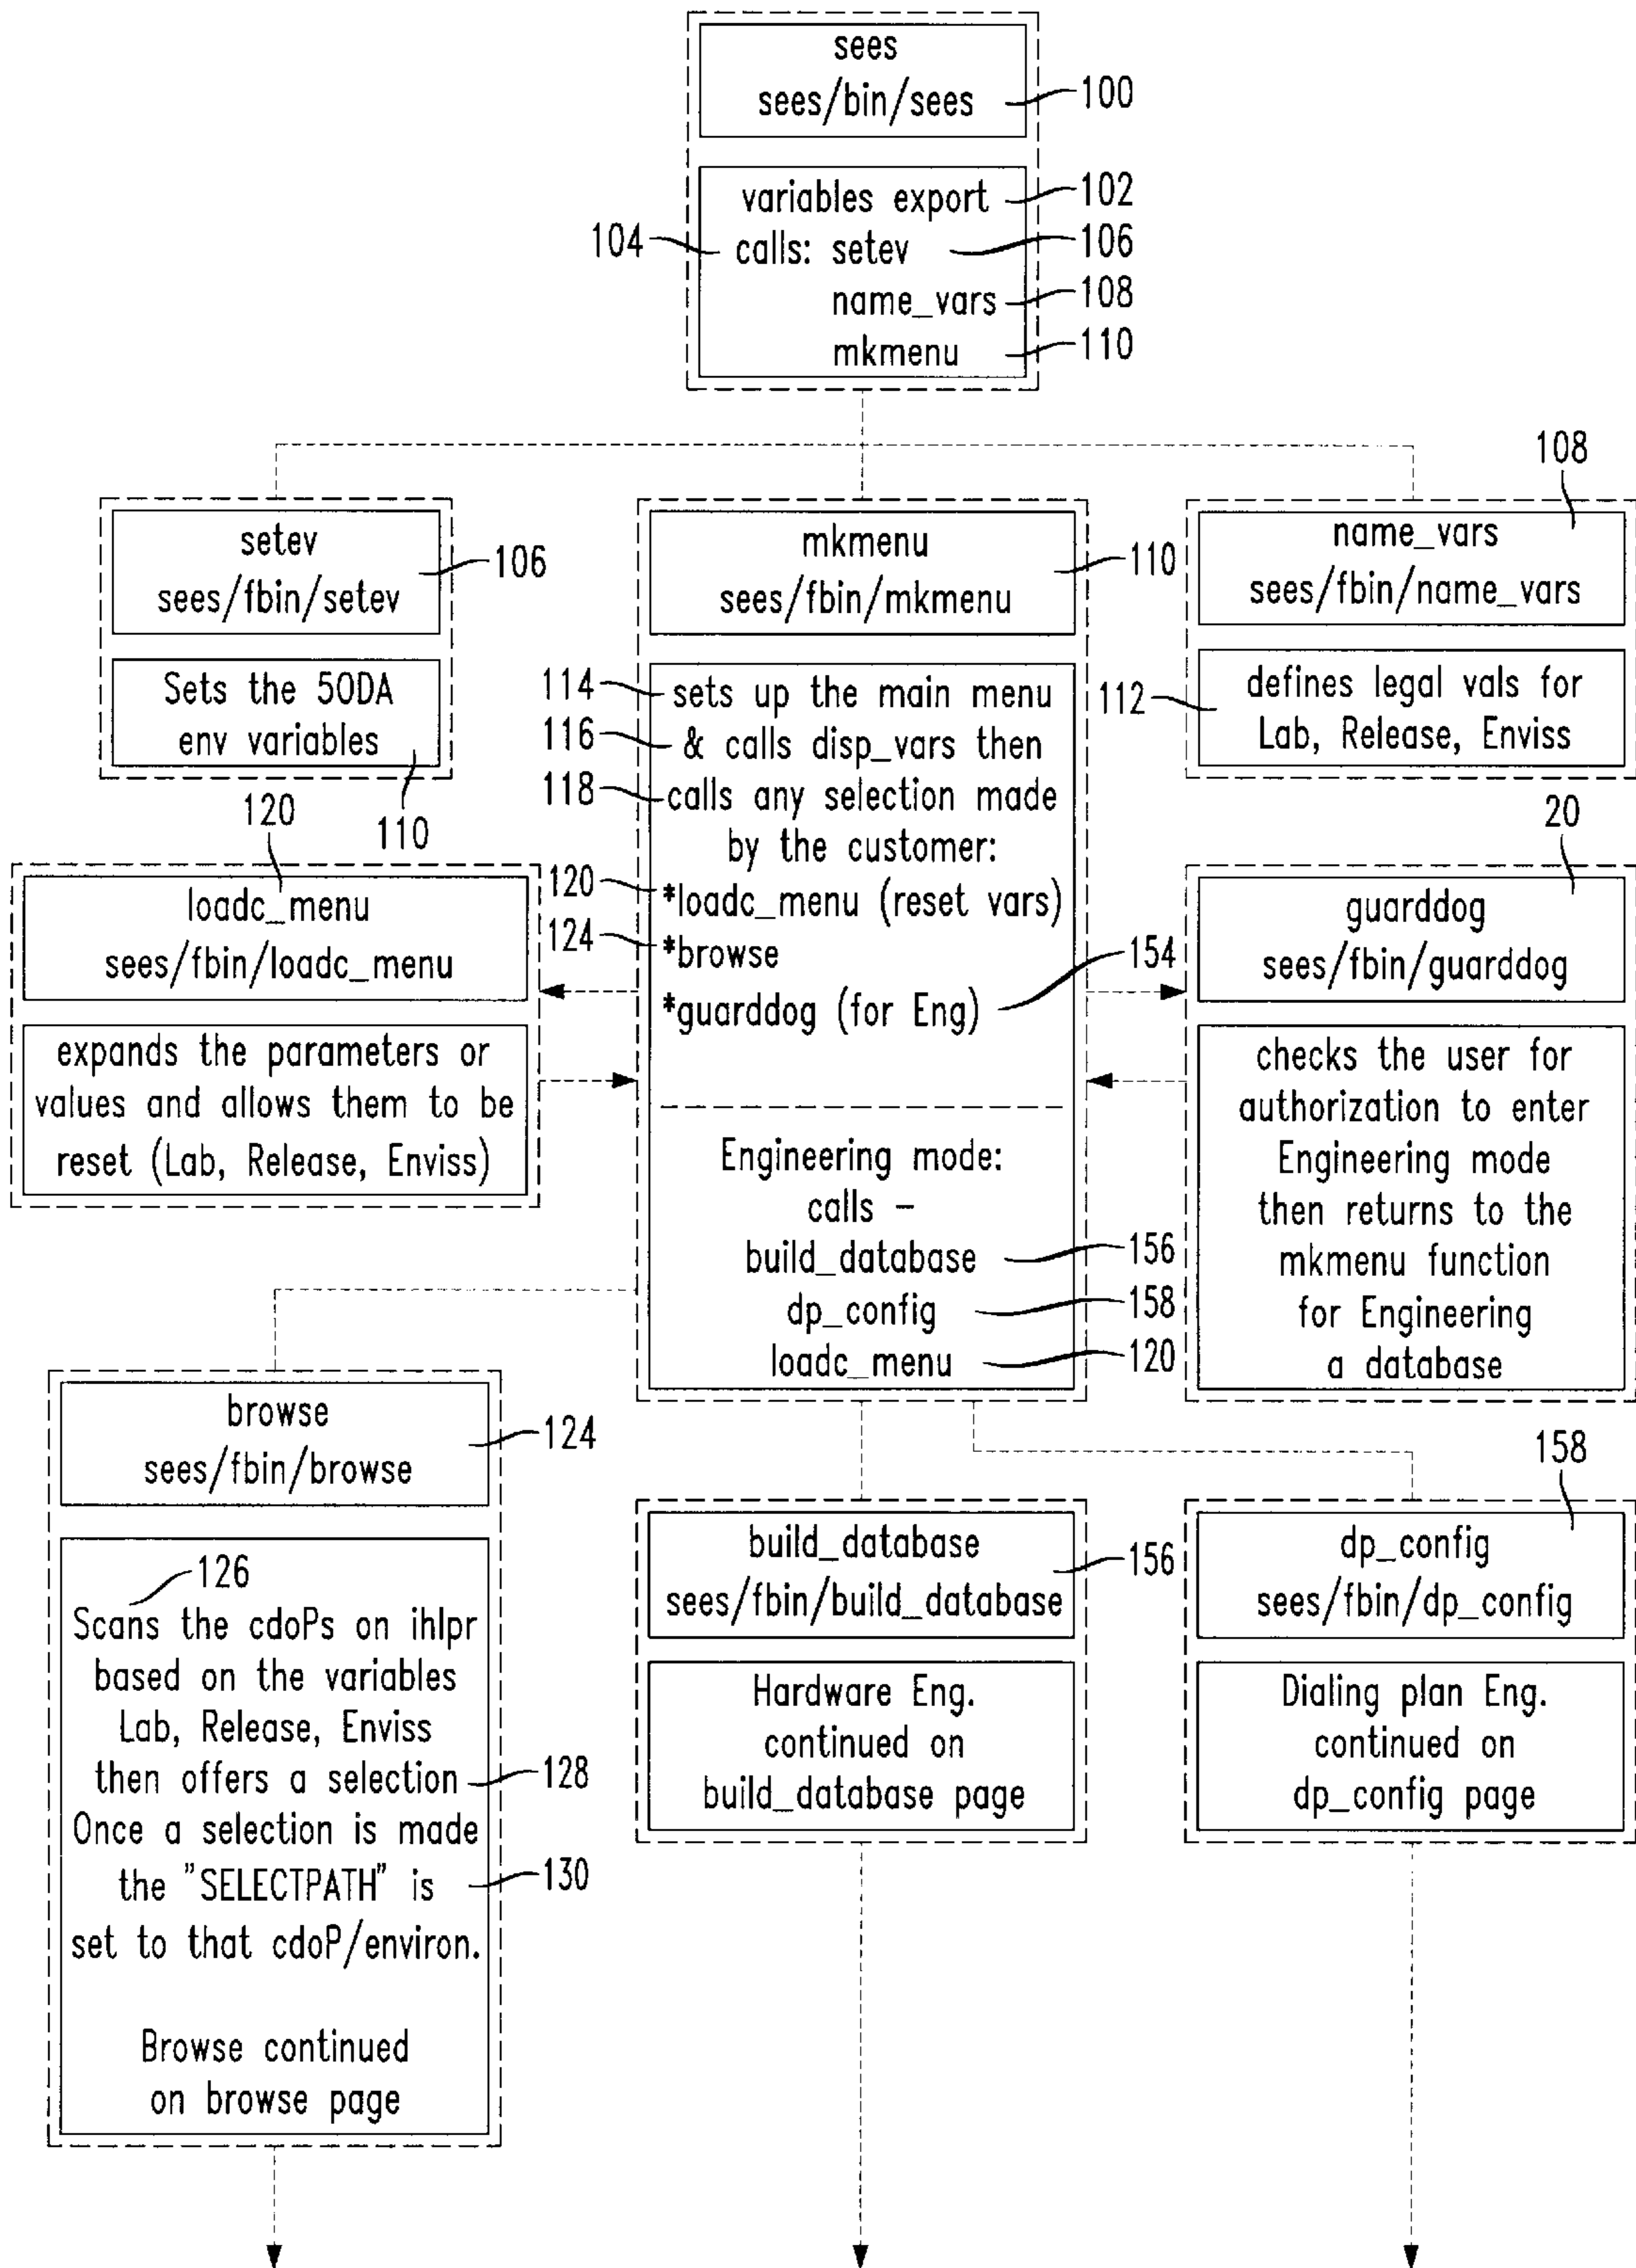 sees
sees/bin/sees
100
variables export
102
104
calls: setev
106
name_vars
108
mkmenu
110
setev
sees/fbin/setev
106
Sets the 5ODA
env variables
110
mkmenu
sees/fbin/mkmenu
110
114
sets up the main menu
116
& calls disp_vars then
118
calls any selection made
by the customer:
120
*loadc_menu (reset vars)
124
*browse
154
*guarddog (for Eng)
Engineering mode:
calls –
build_database
156
dp_config
158
loadc_menu
120
108
name_vars
sees/fbin/name_vars
112
defines legal vals for
Lab, Release, Enviss
120
loadc_menu
sees/fbin/loadc_menu
expands the parameters or
values and allows them to be
reset (Lab, Release, Enviss)
20
guarddog
sees/fbin/guarddog
checks the user for
authorization to enter
Engineering mode
then returns to the
mkmenu function
for Engineering
a database
browse
sees/fbin/browse
124
126
Scans the cdoPs on ihlpr
based on the variables
Lab, Release, Enviss
then offers a selection
128
Once a selection is made
the "SELECTPATH" is
130
set to that cdoP/environ.
Browse continued
on browse page
build_database
sees/fbin/build_database
156
Hardware Eng.
continued on
build_database page
158
dp_config
sees/fbin/dp_config
Dialing plan Eng.
continued on
dp_config page